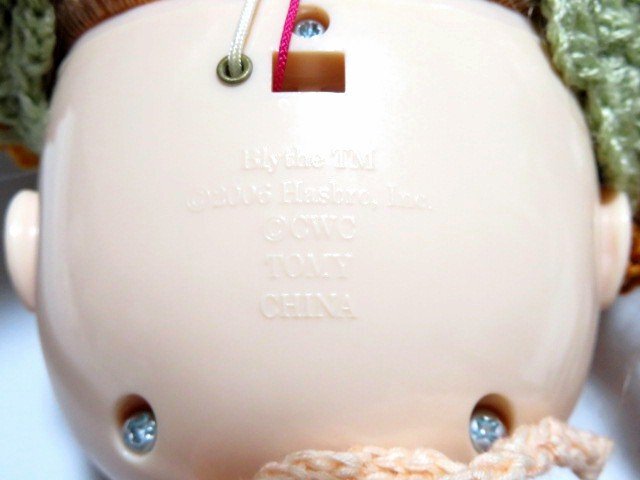 Blythe TM
©2006 Hasbro, Inc.
©CWC
TOMY
CHINA